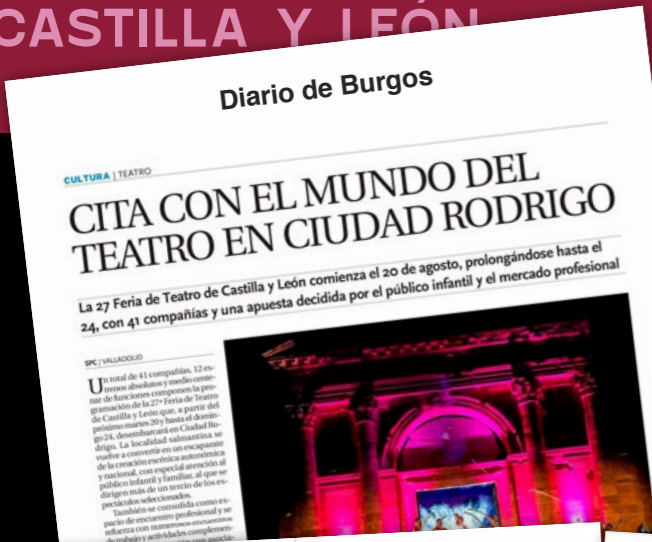 CASTILLA Y LEÓN
Diario de Burgos
CULTURA | TEATRO
CITA CON EL MUNDO DEL
TEATRO EN CIUDAD RODRIGO
La 27 Feria de Teatro de Castilla y León comienza el 20 de agosto, prolongándose hasta el
24, con 41 compañías y una apuesta decidida por el público infantil y el mercado profesional
SPC / VALLADOLID
Un total de 41 compañías, 12 es-
trenos absolutos y medio cente-
nar de funciones componen la pro-
gramación de la 27ª Feria de Teatro
de Castilla y León que, a partir del
próximo martes 20 y hasta el domin-
go 24, desembarcará en Ciudad Ro-
drigo. La localidad salmantina se
vuelve a convertir en un escaparate
de la creación escénica autonómica
y nacional, con especial atención al
público infantil y familiar, al que se
dirigen más de un tercio de los es-
pectáculos seleccionados.
También se consolida como es-
pacio de encuentro profesional y se
refuerza con numerosos encuentros
de trabajo y actividades complemen-